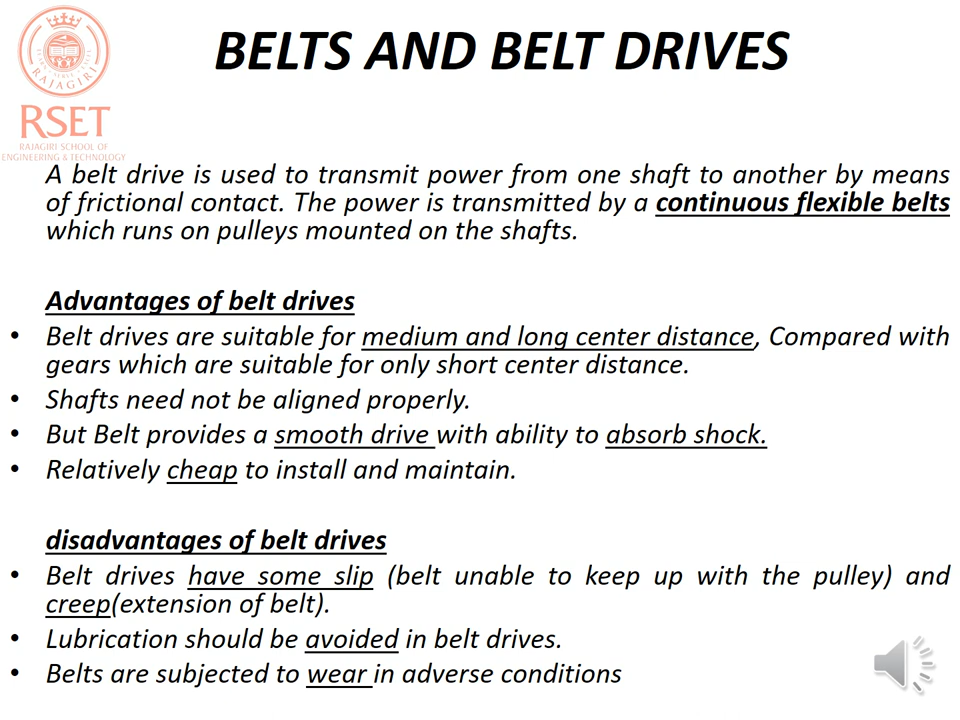 BELTS AND BELT DRIVES
RAJAGIRI
RSET
RAJAGIRI SCHOOL OF
ENGINEERING & TECHNOLOGY
A belt drive is used to transmit power from one shaft to another by means
of frictional contact. The power is transmitted by a continuous flexible belts
which runs on pulleys mounted on the shafts.
Advantages of belt drives
• Belt drives are suitable for medium and long center distance, Compared with
gears which are suitable for only short center distance.
• Shafts need not be aligned properly.
• But Belt provides a smooth drive with ability to absorb shock.
• Relatively cheap to install and maintain.
disadvantages of belt drives
• Belt drives have some slip (belt unable to keep up with the pulley) and
creep(extension of belt).
• Lubrication should be avoided in belt drives.
• Belts are subjected to wear in adverse conditions